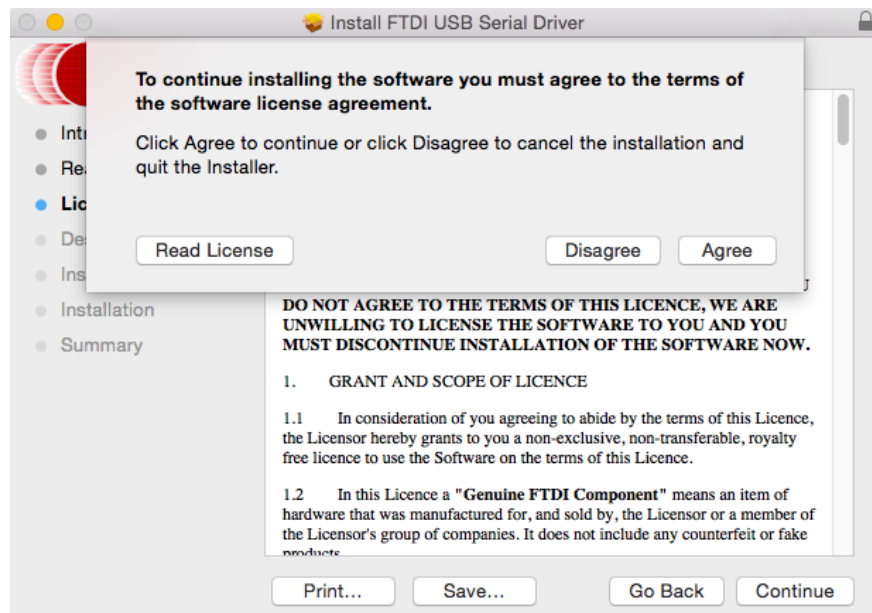 Install FTDI USB Serial Driver
To continue installing the software you must agree to the terms of
the software license agreement.
Click Agree to continue or click Disagree to cancel the installation and
quit the Installer.
Read License
Disagree
Agree
Intr
Rea
Lic
Des
Ins
Installation
Summary
DO NOT AGREE TO THE TERMS OF THIS LICENCE, WE ARE
UNWILLING TO LICENSE THE SOFTWARE TO YOU AND YOU
MUST DISCONTINUE INSTALLATION OF THE SOFTWARE NOW.
1. GRANT AND SCOPE OF LICENCE
1.1 In consideration of you agreeing to abide by the terms of this Licence,
the Licensor hereby grants to you a non-exclusive, non-transferable, royalty
free licence to use the Software on the terms of this Licence.
1.2 In this Licence a "Genuine FTDI Component" means an item of
hardware that was manufactured for, and sold by, the Licensor or a member of
the Licensor's group of companies. It does not include any counterfeit or fake
products.
Print...
Save...
Go Back
Continue